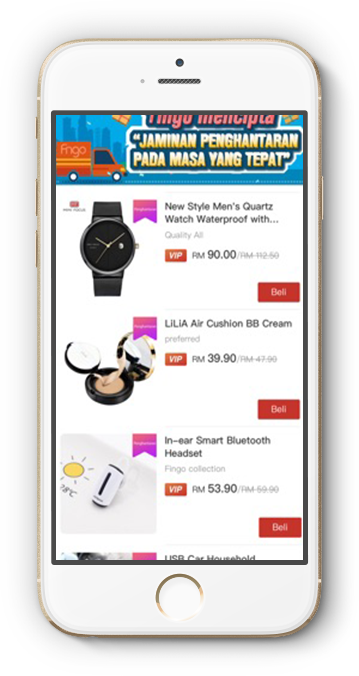 Fingo mencipta
Fingo
"JAMINAN PENGHANTARAN
PADA MASA YANG TEPAT"
New Style Men's Quartz
Watch Waterproof with...
Quality All
VIP RM 90.00/RM 112.50
Beli
LiLiA Air Cushion BB Cream
preferred
VIP RM 39.90/RM 47.90
Beli
In-ear Smart Bluetooth
Headset
Fingo collection
VIP RM 53.90/RM 59.90
Beli
USB Car Household